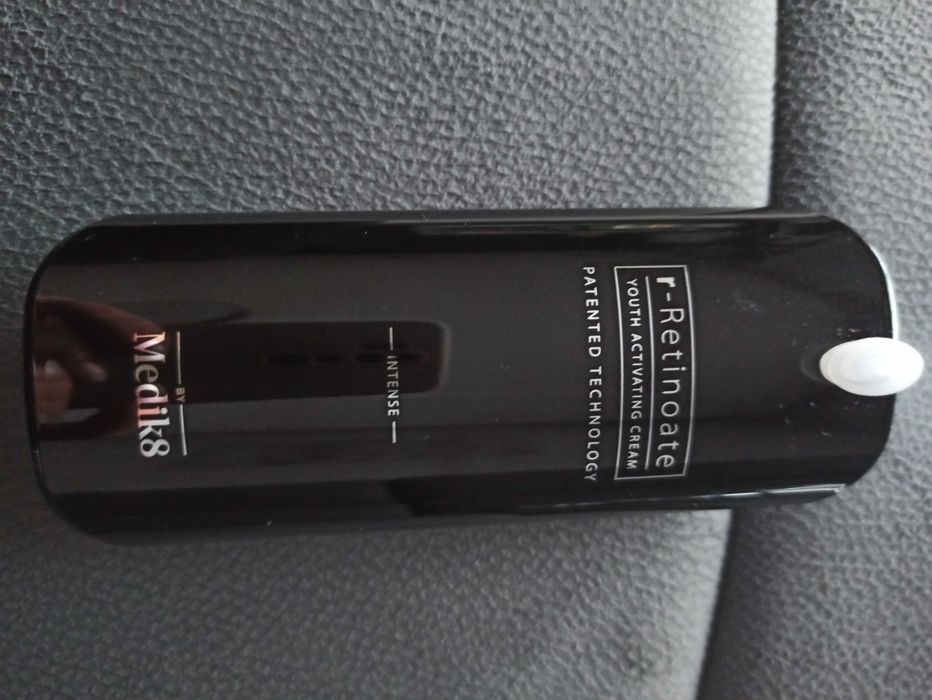 r-Retinoate
YOUTH ACTIVATING CREAM
PATENTED TECHNOLOGY
INTENSE
BY
Medik8